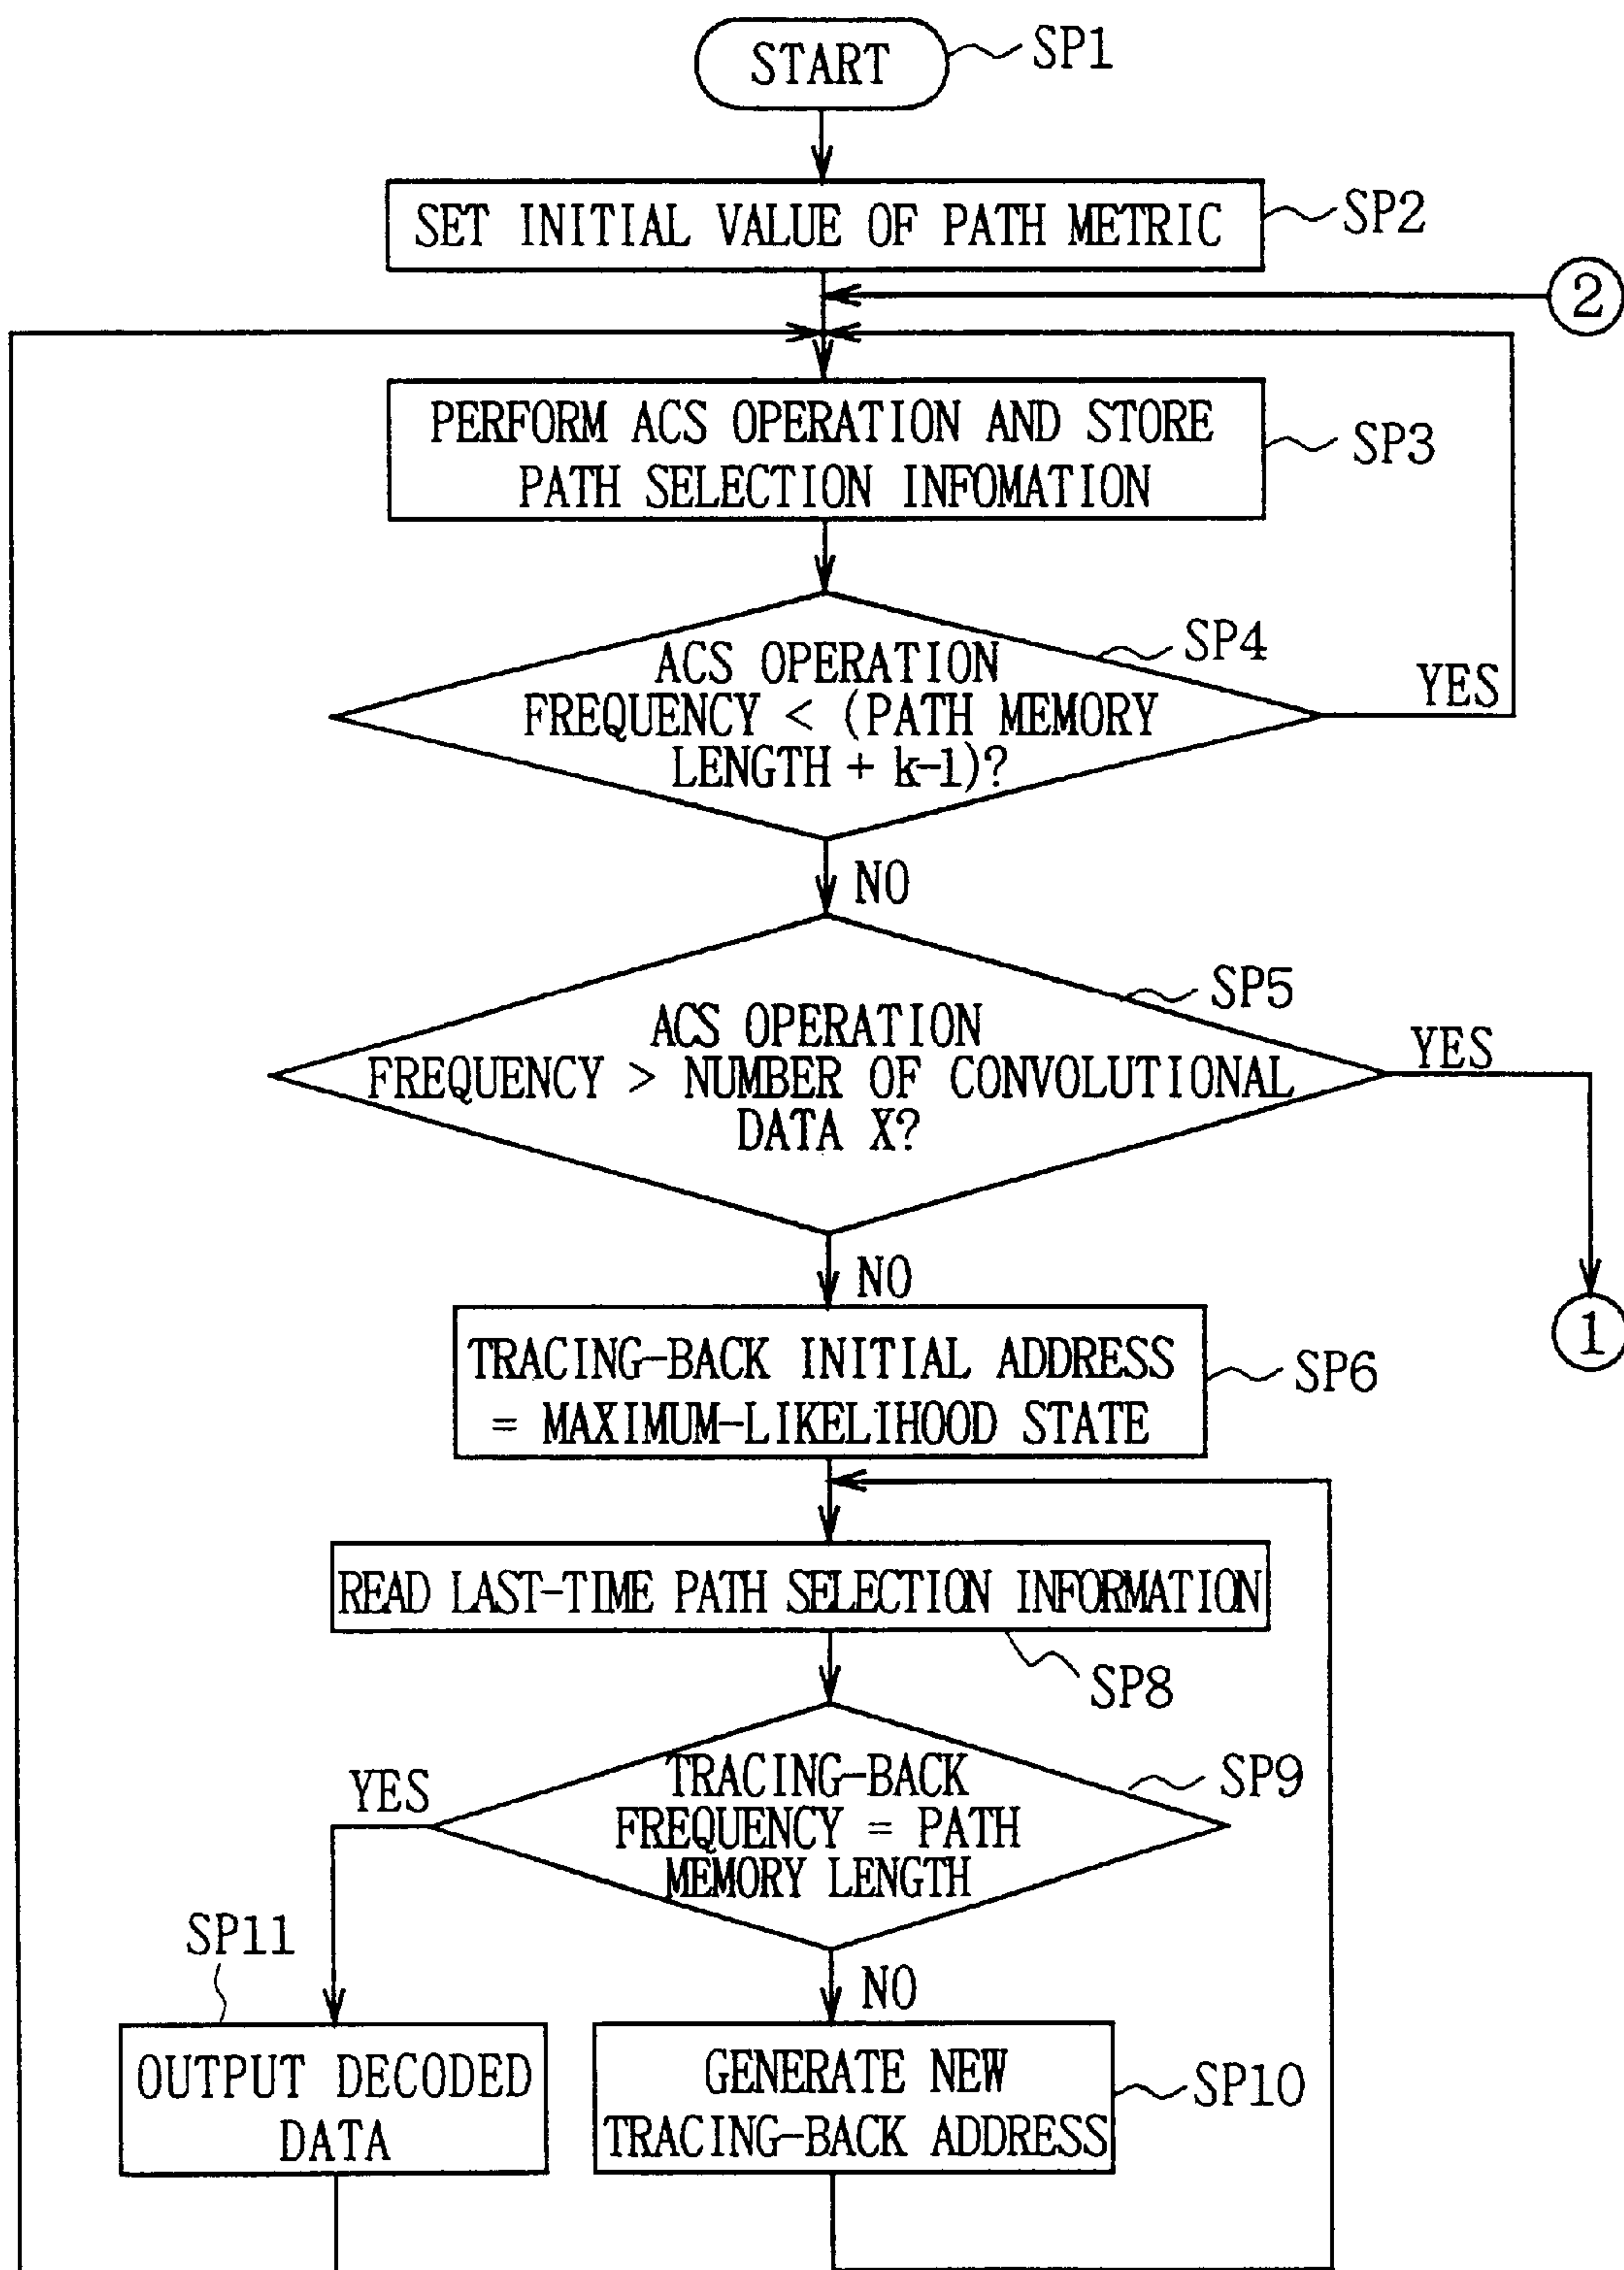 START
SP1
SET INITIAL VALUE OF PATH METRIC
SP2
2
PERFORM ACS OPERATION AND STORE
PATH SELECTION INFOMATION
SP3
ACS OPERATION
FREQUENCY < (PATH MEMORY
LENGTH + k-1)?
SP4
YES
NO
ACS OPERATION
FREQUENCY > NUMBER OF CONVOLUTIONAL
DATA X?
SP5
YES
NO
1
TRACING-BACK INITIAL ADDRESS
= MAXIMUM-LIKELIHOOD STATE
SP6
READ LAST-TIME PATH SELECTION INFORMATION
SP8
TRACING-BACK
FREQUENCY = PATH
MEMORY LENGTH
SP9
YES
NO
SP11
OUTPUT DECODED
DATA
GENERATE NEW
TRACING-BACK ADDRESS
SP10